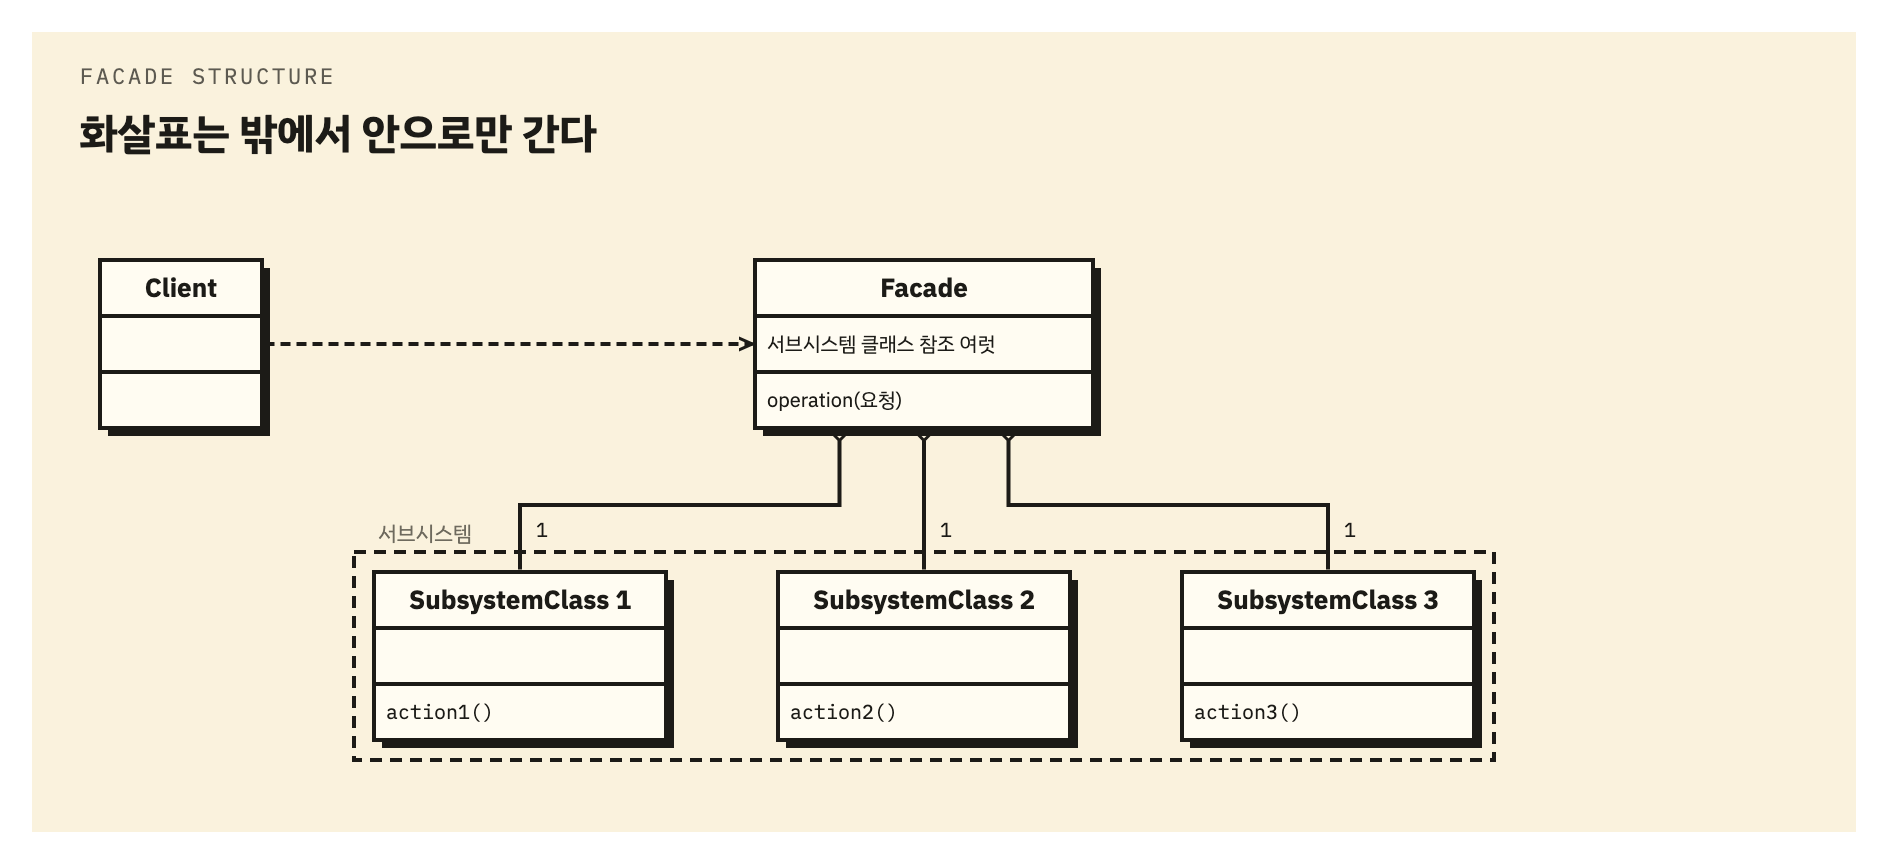 FACADE STRUCTURE
화살표는 밖에서 안으로만 간다
Client
Facade
서브시스템 클래스 참조 여럿
operation(요청)
서브시스템
1
1
1
SubsystemClass 1
SubsystemClass 2
SubsystemClass 3
action1()
action2()
action3()